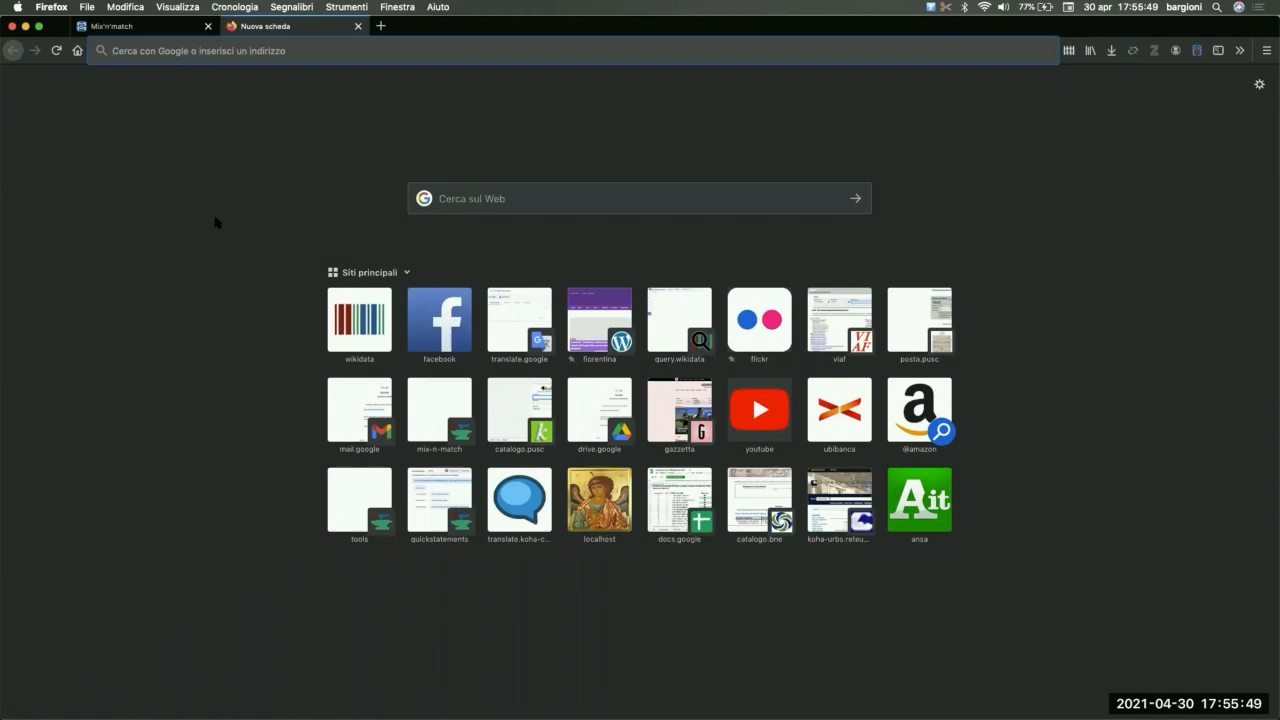 Firefox File Modifica Visualizza Cronologia Segnalibri Strumenti Finestra Aiuto 77% 30 apr 17:55:49 bargioni
Mix'n'match Nuova scheda
Cerca con Google o inserisci un indirizzo
Cerca sul Web
Siti principali
wikidata facebook translate.google fiorentina query.wikidata flickr viaf posta.pusc
mail.google mix-n-match catalogo.pusc drive.google gazzetta youtube ubibanca @amazon
tools quickstatements translate.koha-c... localhost docs.google catalogo.bne koha-urbs.reteu... ansa
2021-04-30 17:55:49